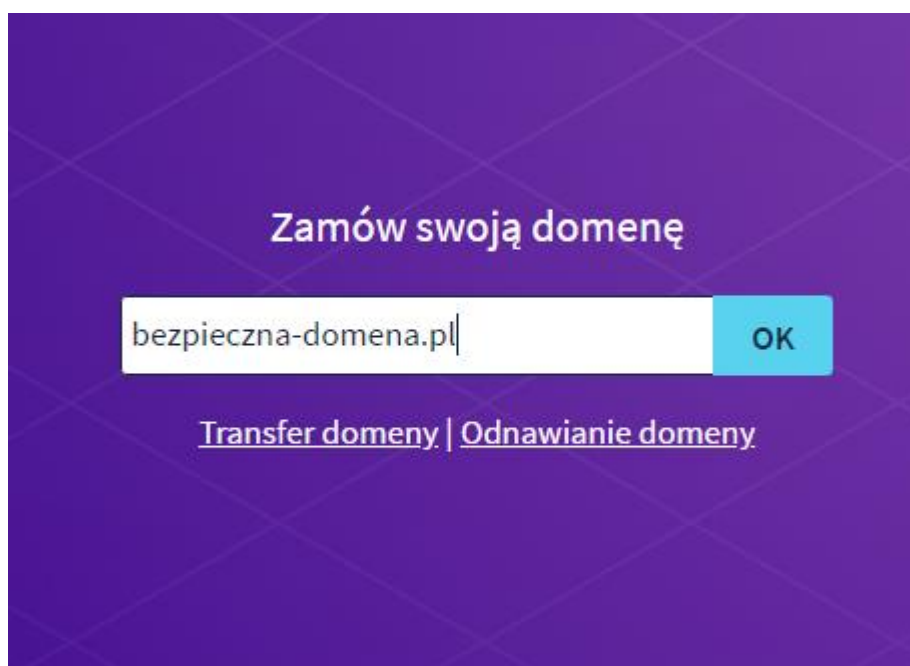 Zamów swoją domenę
bezpieczna-domena.pl
OK
Transfer domeny | Odnawianie domeny